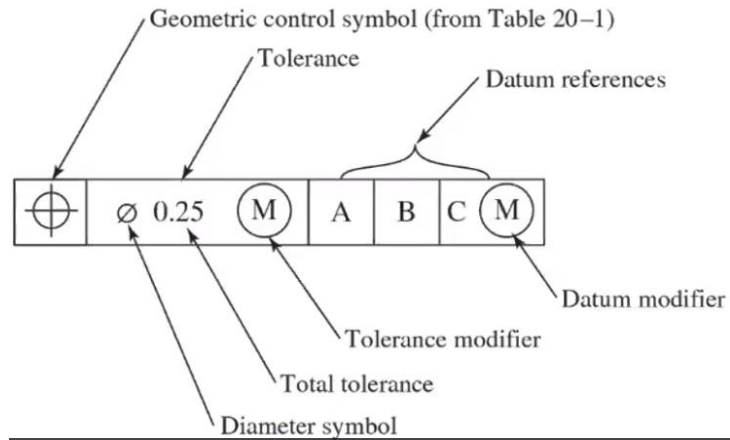 Geometric control symbol (from Table 20–1)
Tolerance
Datum references
⌖ ⌀ 0.25 Ⓜ A B C Ⓜ
Datum modifier
Tolerance modifier
Total tolerance
Diameter symbol